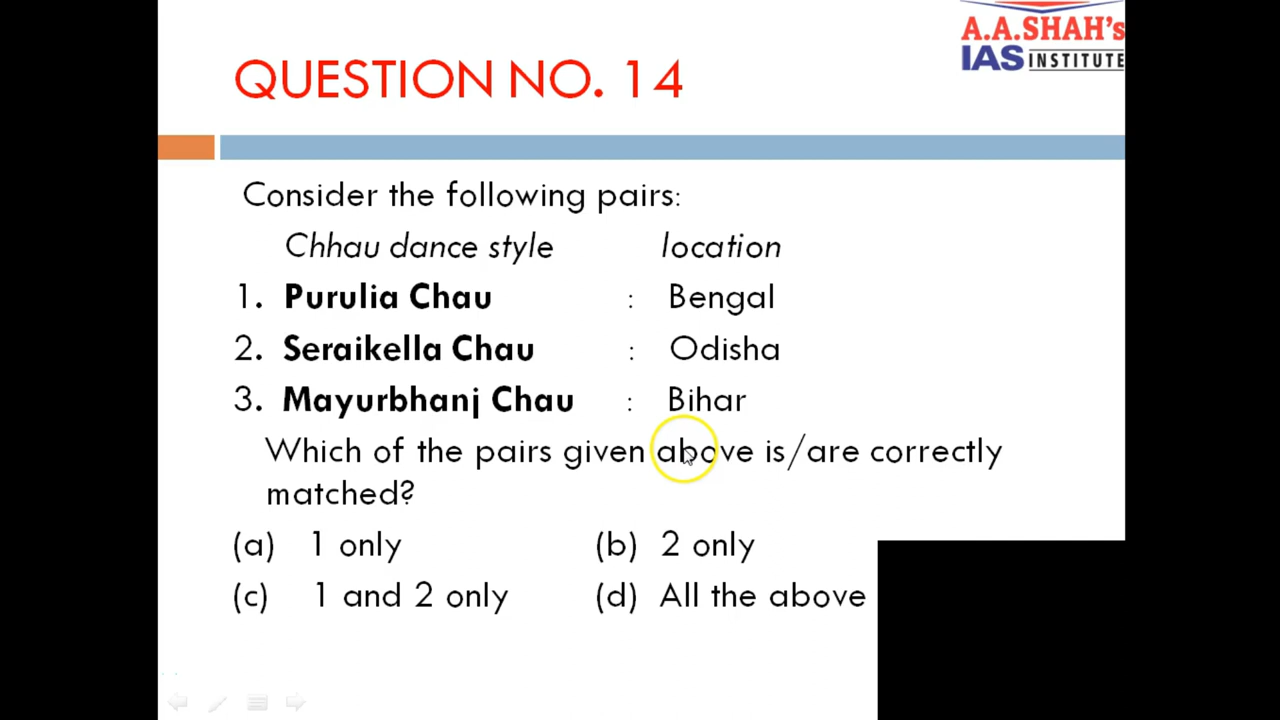 A.A.SHAH's
IAS INSTITUTE
QUESTION NO. 14
Consider the following pairs:
Chhau dance style location
1. Purulia Chau : Bengal
2. Seraikella Chau : Odisha
3. Mayurbhanj Chau : Bihar
Which of the pairs given above is/are correctly
matched?
(a) 1 only (b) 2 only
(c) 1 and 2 only (d) All the above